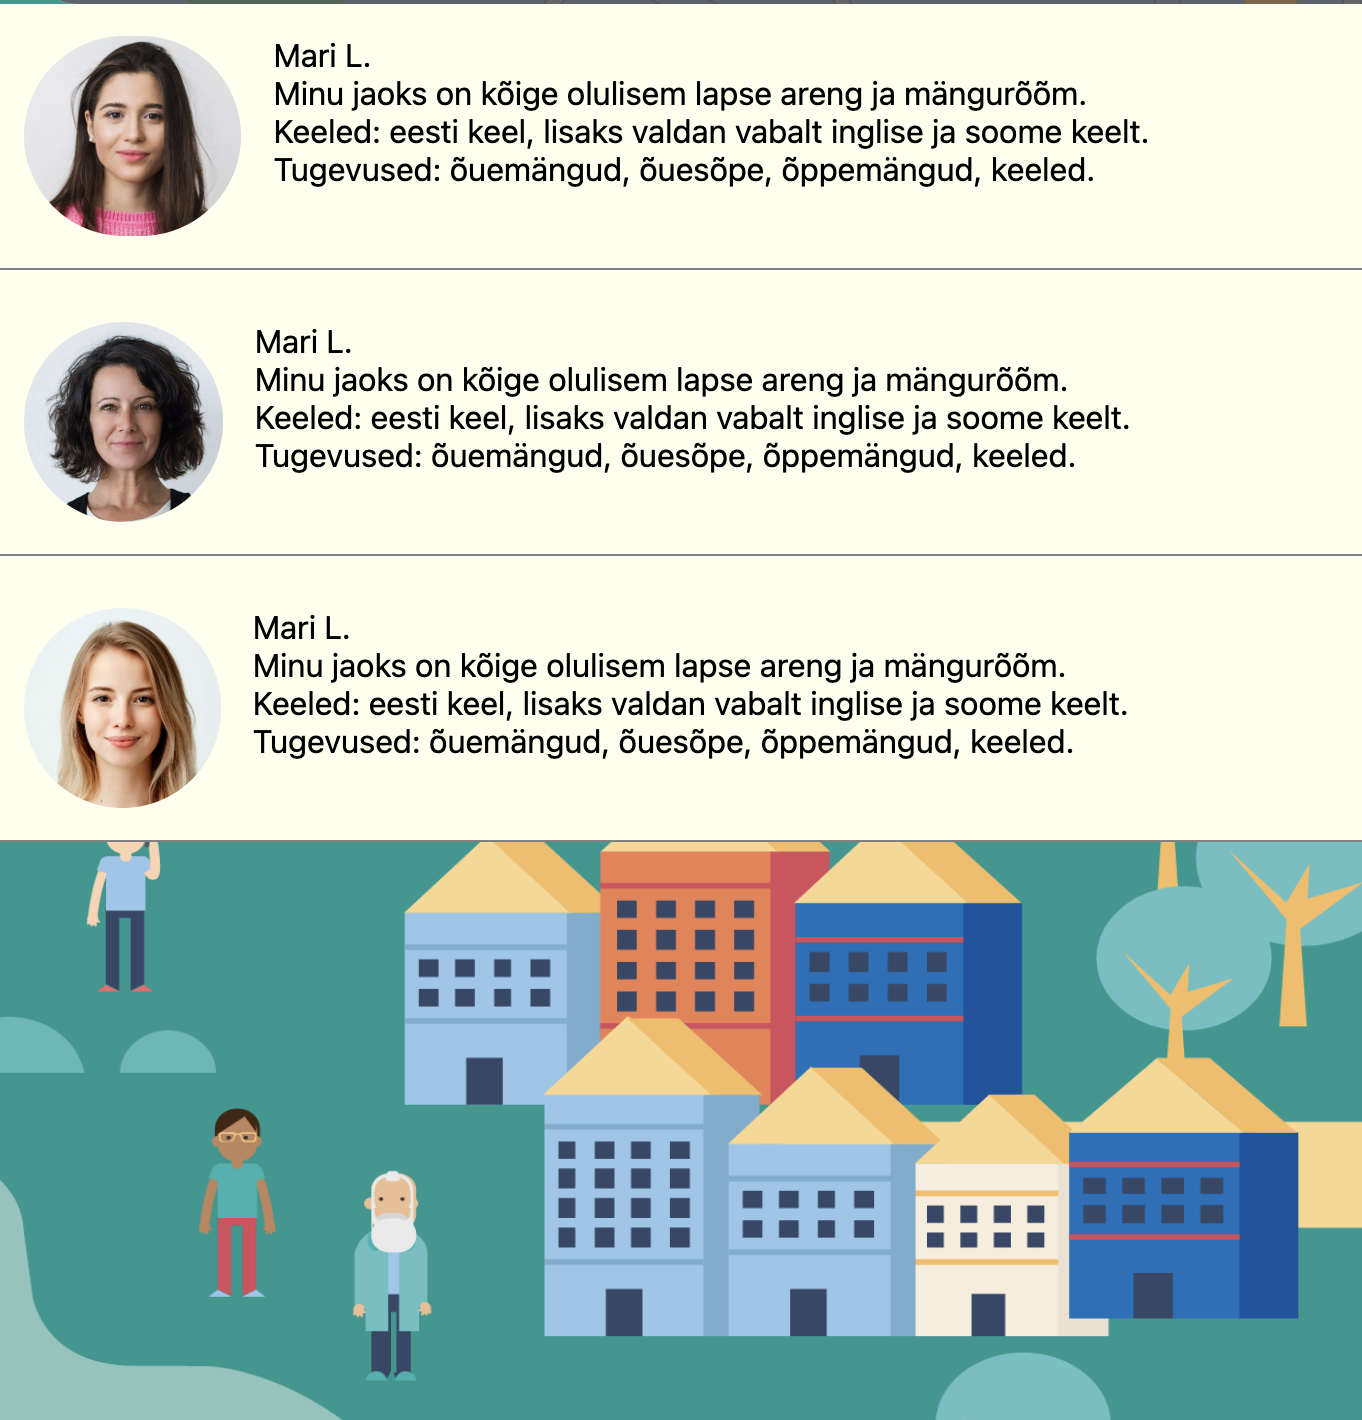 Mari L.
Minu jaoks on kõige olulisem lapse areng ja mängurõõm.
Keeled: eesti keel, lisaks valdan vabalt inglise ja soome keelt.
Tugevused: õuemängud, õuesõpe, õppemängud, keeled.
Mari L.
Minu jaoks on kõige olulisem lapse areng ja mängurõõm.
Keeled: eesti keel, lisaks valdan vabalt inglise ja soome keelt.
Tugevused: õuemängud, õuesõpe, õppemängud, keeled.
Mari L.
Minu jaoks on kõige olulisem lapse areng ja mängurõõm.
Keeled: eesti keel, lisaks valdan vabalt inglise ja soome keelt.
Tugevused: õuemängud, õuesõpe, õppemängud, keeled.